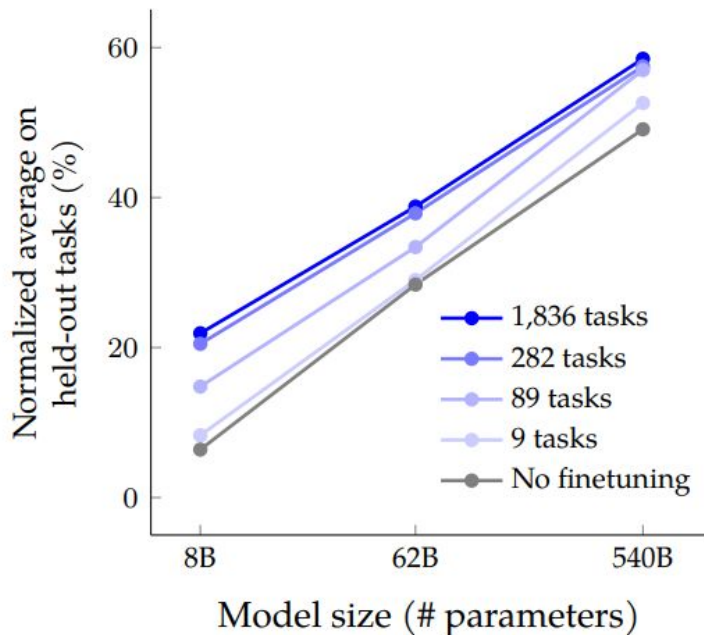 Normalized average on
held-out tasks (%)
60
40
20
0
1,836 tasks
282 tasks
89 tasks
9 tasks
No finetuning
8B
62B
540B
Model size (# parameters)